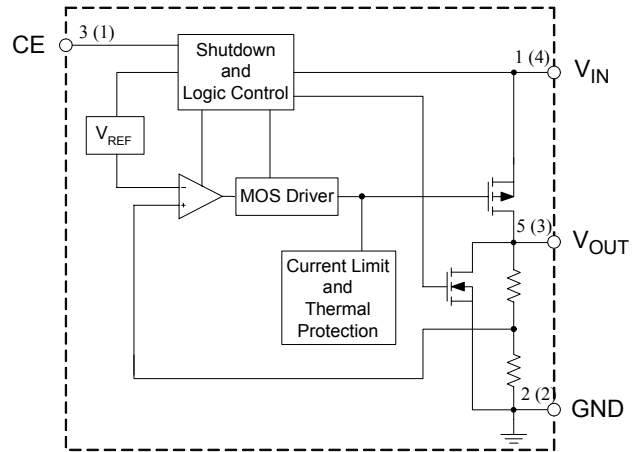 CE
3 (1)
Shutdown
and
Logic Control
1 (4)
VIN
VREF
−
+
MOS Driver
5 (3)
VOUT
Current Limit
and
Thermal
Protection
2 (2)
GND